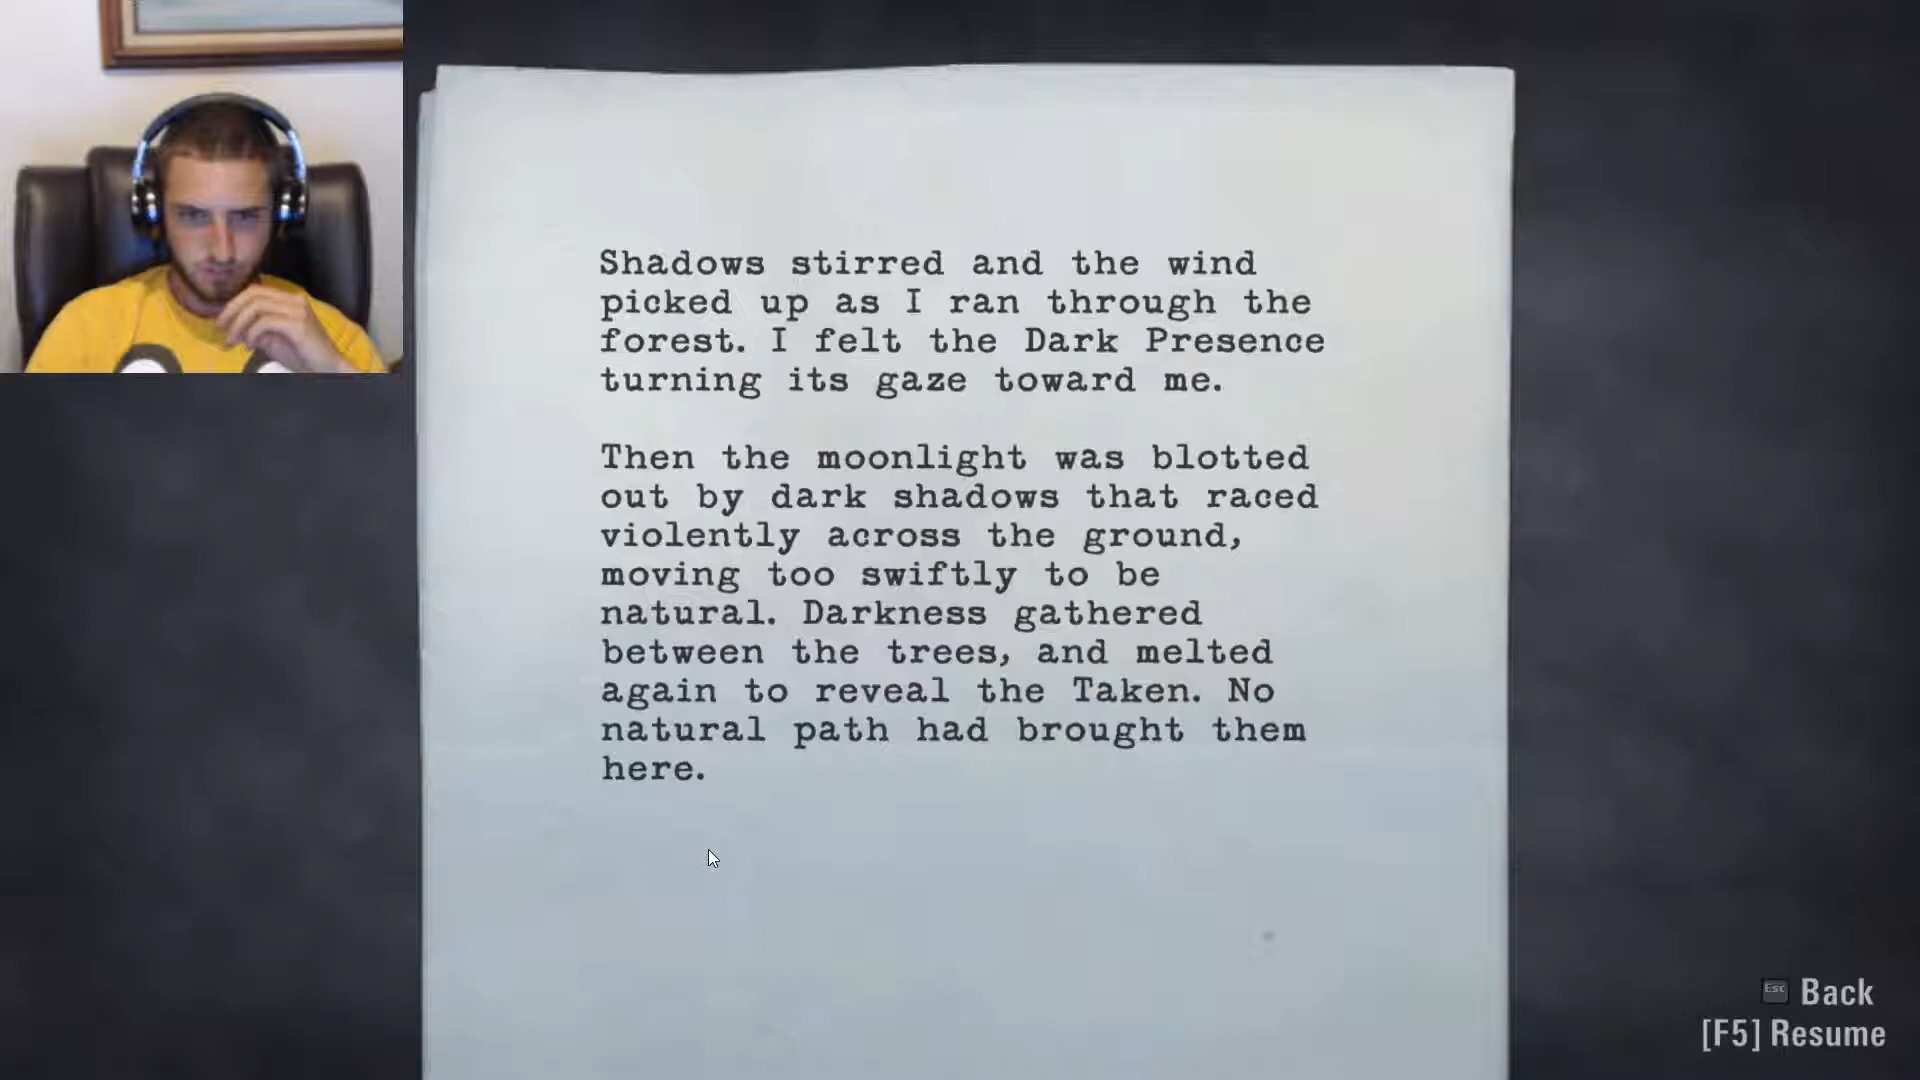 Shadows stirred and the wind
picked up as I ran through the
forest. I felt the Dark Presence
turning its gaze toward me.
Then the moonlight was blotted
out by dark shadows that raced
violently across the ground,
moving too swiftly to be
natural. Darkness gathered
between the trees, and melted
again to reveal the Taken. No
natural path had brought them
here.
Esc Back
[F5] Resume